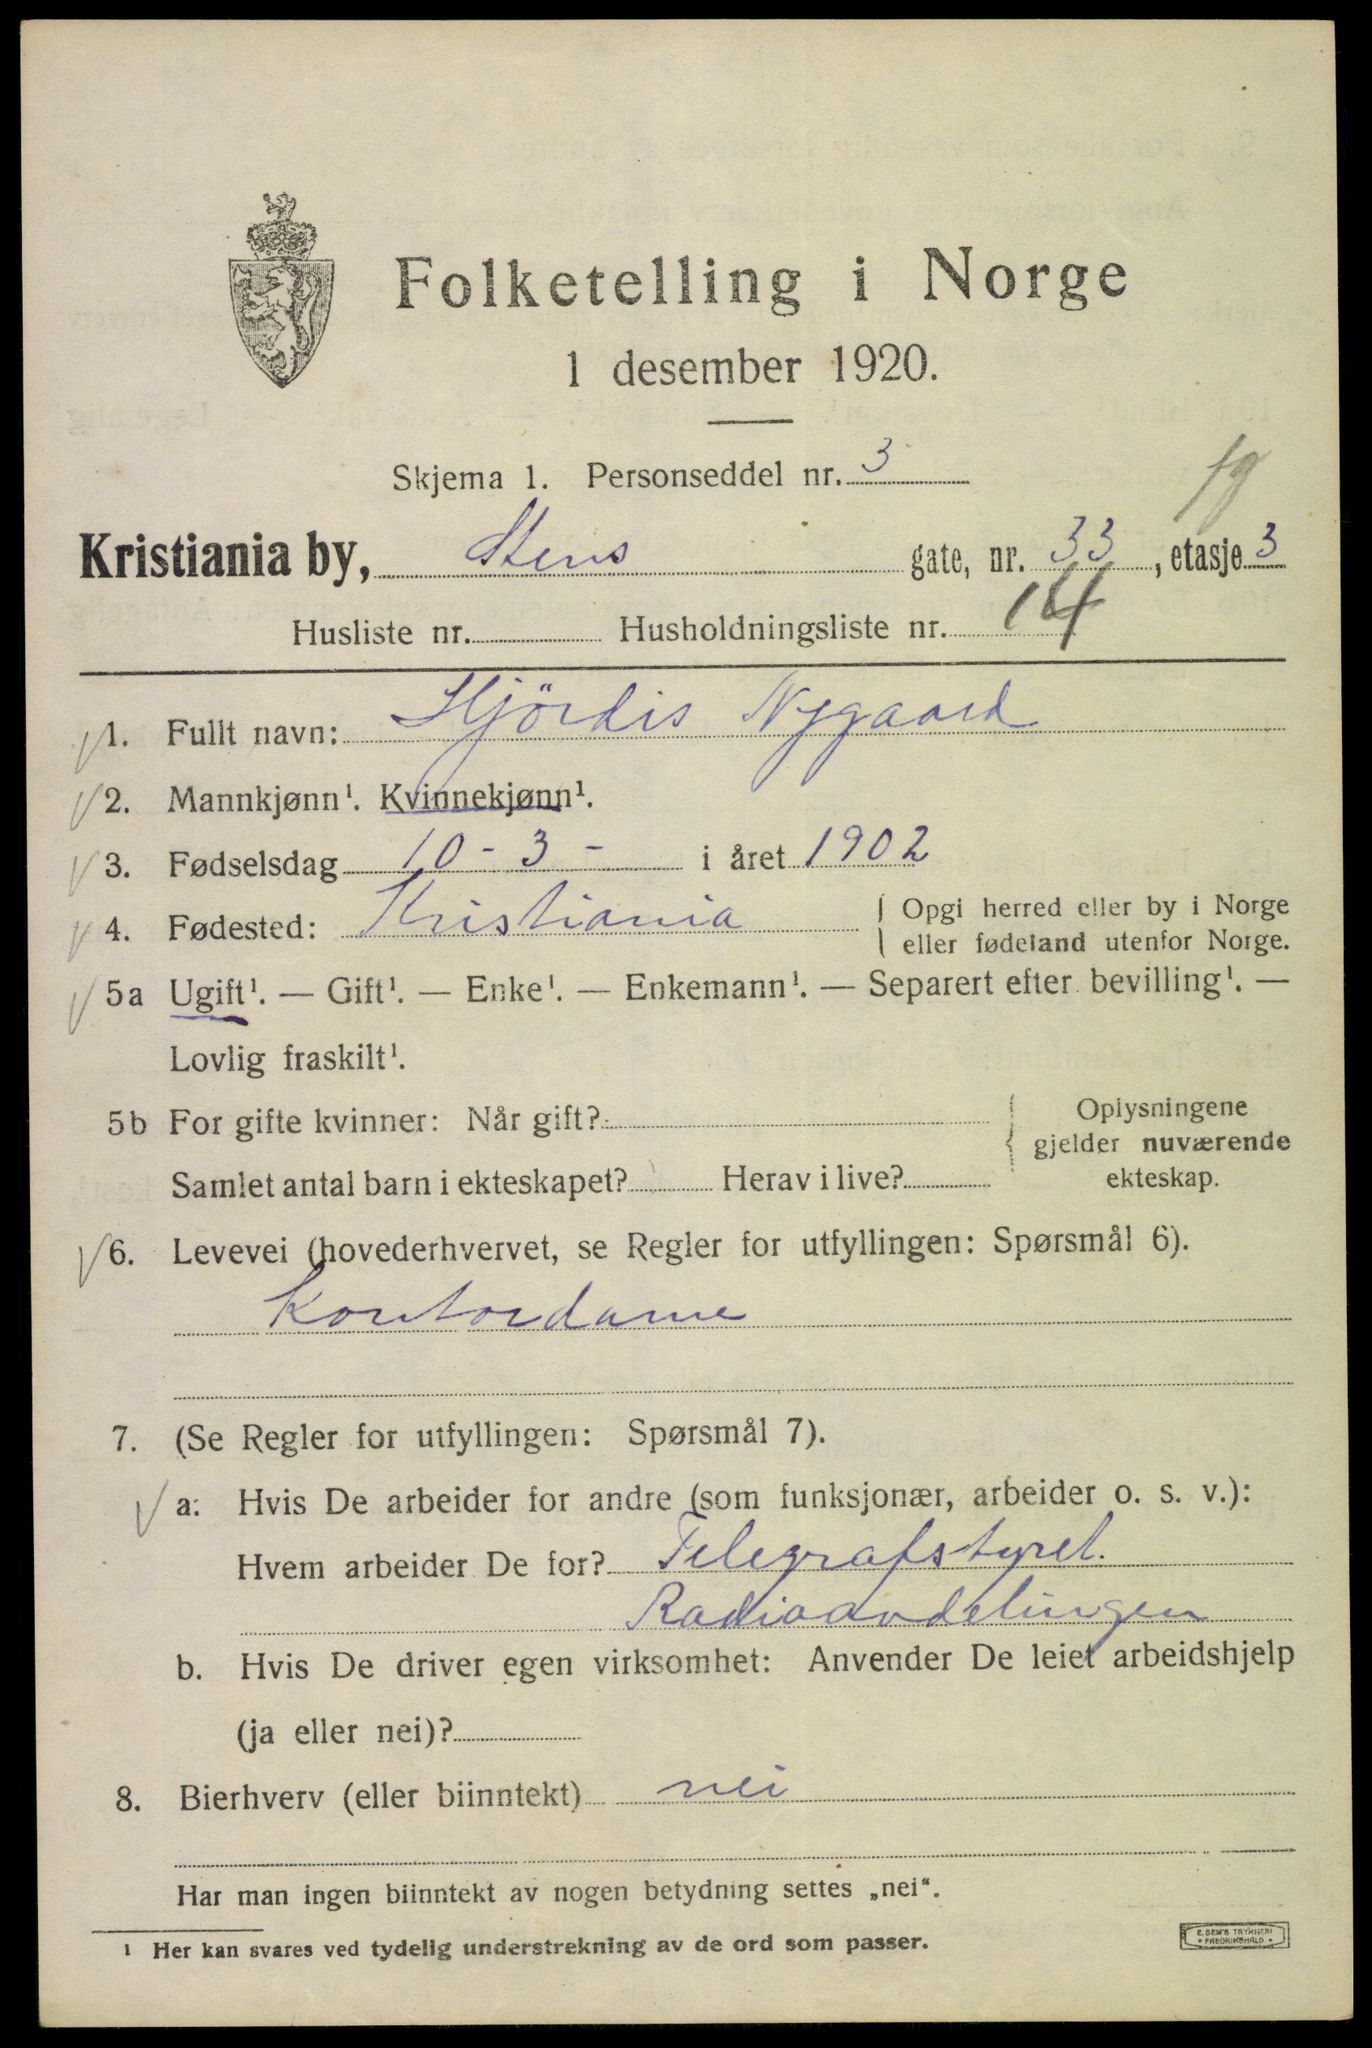 Folketelling i Norge
1 desember 1920.
Skjema 1. Personseddel nr. 3
Kristiania by, Stens gate, nr. 33, etasje 3
Husliste nr. Husholdningsliste nr. 14
1. Fullt navn: Hjördis Nygaard
2. Mannkjønn¹. Kvinnekjønn¹.
3. Fødselsdag 10 - 3 - i året 1902
4. Fødested: Kristiania
Opgi herred eller by i Norge
eller fødeland utenfor Norge.
5a Ugift¹. — Gift¹. — Enke¹. — Enkemann¹. — Separert efter bevilling¹. —
Lovlig fraskilt¹.
5b For gifte kvinner: Når gift?
Samlet antal barn i ekteskapet? Herav i live?
Oplysningene
gjelder nuværende
ekteskap.
6. Levevei (hovederhvervet, se Regler for utfyllingen: Spørsmål 6).
Kontordame
7. (Se Regler for utfyllingen: Spørsmål 7).
a: Hvis De arbeider for andre (som funksjonær, arbeider o. s. v.):
Hvem arbeider De for? Telegrafstyret.
Radioavdelingen
b. Hvis De driver egen virksomhet: Anvender De leiet arbeidshjelp
(ja eller nei)?
8. Bierhverv (eller biinntekt) nei
Har man ingen biinntekt av nogen betydning settes „nei“.
¹ Her kan svares ved tydelig understrekning av de ord som passer.
E. SEM'S TRYKKERI
FREDRIKSHALD